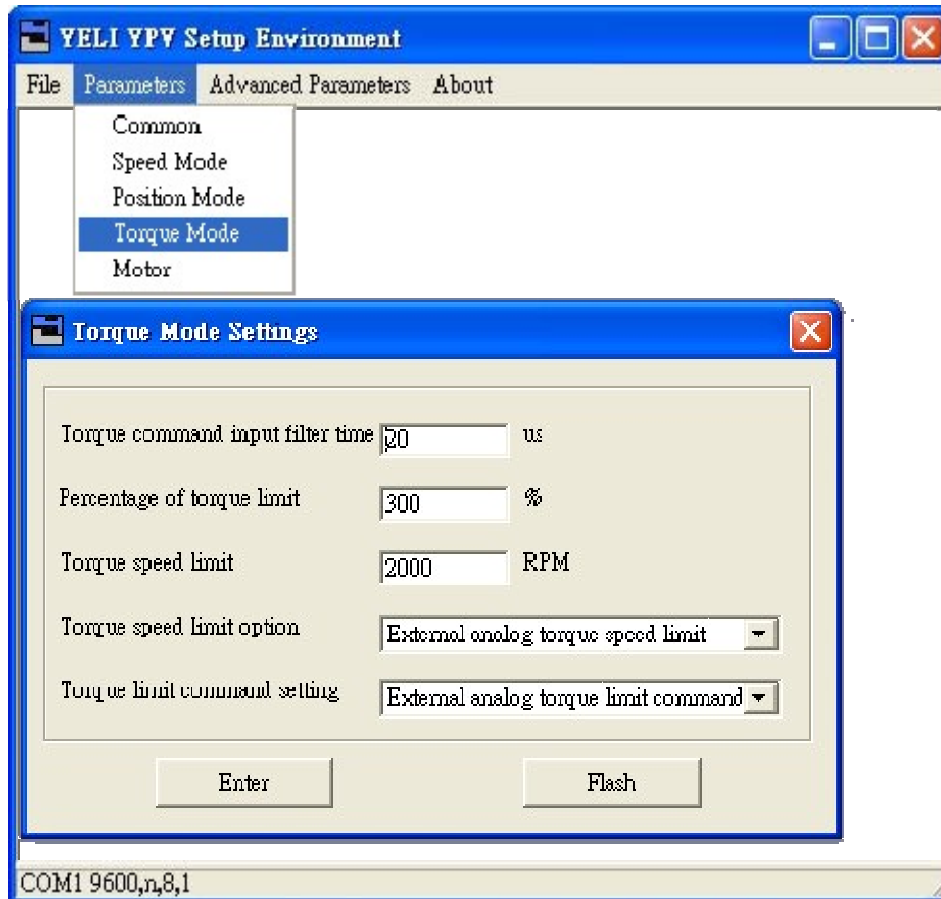 YELI YPV Setup Environment
File Parameters Advanced Parameters About
Common
Speed Mode
Position Mode
Torque Mode
Motor
Torque Mode Settings
Torque command input filter time 20 us
Percentage of torque limit 300 %
Torque speed limit 2000 RPM
Torque speed limit option External analog torque speed limit
Torque limit command setting External analog torque limit command
Enter Flash
COM1 9600,n,8,1